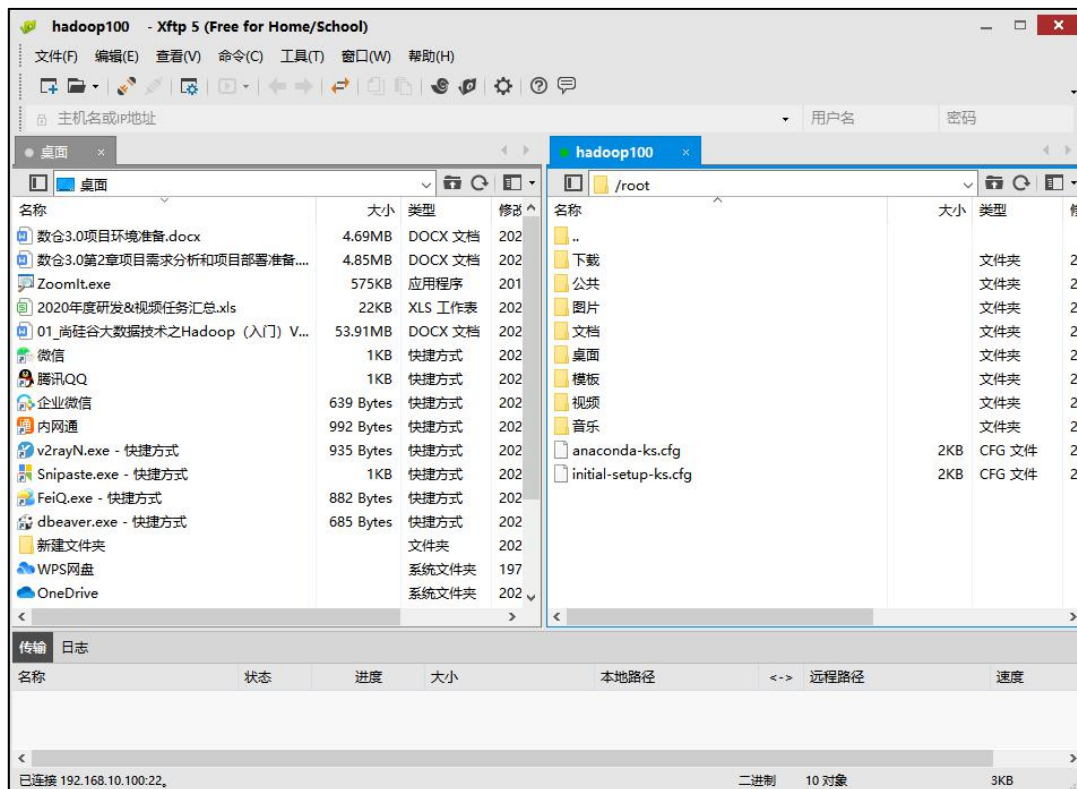 hadoop100 - Xftp 5 (Free for Home/School)
文件(F) 编辑(E) 查看(V) 命令(C) 工具(T) 窗口(W) 帮助(H)
主机名或IP地址 用户名 密码
桌面 × hadoop100 ×
桌面 /root
名称 大小 类型 修改 名称 大小 类型
数仓3.0项目环境准备.docx 4.69MB DOCX 文档 202 ..
数仓3.0第2章项目需求分析和项目部署准备.... 4.85MB DOCX 文档 202 下载 文件夹 2
ZoomIt.exe 575KB 应用程序 201 公共 文件夹 2
2020年度研发&视频任务汇总.xls 22KB XLS 工作表 202 图片 文件夹 2
01_尚硅谷大数据技术之Hadoop（入门）V... 53.91MB DOCX 文档 202 文档 文件夹 2
微信 1KB 快捷方式 202 桌面 文件夹 2
腾讯QQ 1KB 快捷方式 202 模板 文件夹 2
企业微信 639 Bytes 快捷方式 202 视频 文件夹 2
内网通 992 Bytes 快捷方式 202 音乐 文件夹 2
v2rayN.exe - 快捷方式 935 Bytes 快捷方式 202 anaconda-ks.cfg 2KB CFG 文件 2
Snipaste.exe - 快捷方式 1KB 快捷方式 202 initial-setup-ks.cfg 2KB CFG 文件 2
FeiQ.exe - 快捷方式 882 Bytes 快捷方式 202
dbeaver.exe - 快捷方式 685 Bytes 快捷方式 202
新建文件夹 文件夹 202
WPS网盘 系统文件夹 197
OneDrive 系统文件夹 202
传输 日志
名称 状态 进度 大小 本地路径 <-> 远程路径 速度
已连接 192.168.10.100:22。 二进制 10 对象 3KB